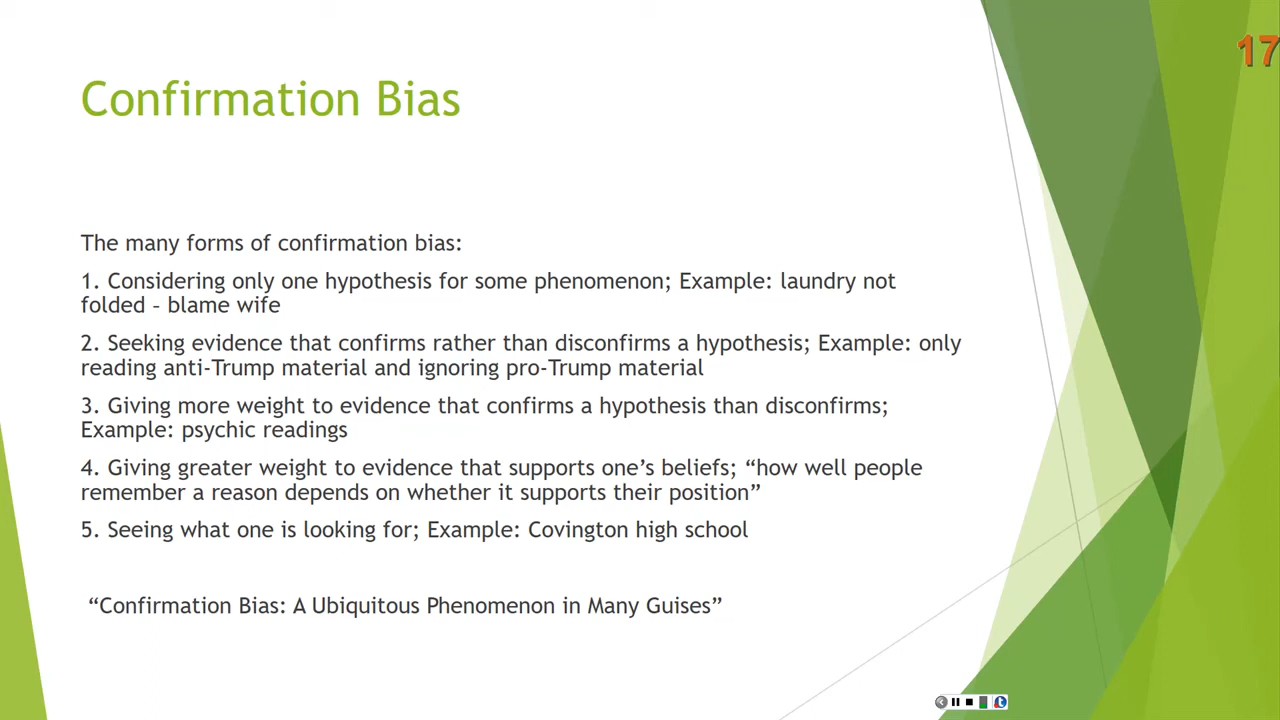 17
Confirmation Bias
The many forms of confirmation bias:
1. Considering only one hypothesis for some phenomenon; Example: laundry not
folded – blame wife
2. Seeking evidence that confirms rather than disconfirms a hypothesis; Example: only
reading anti-Trump material and ignoring pro-Trump material
3. Giving more weight to evidence that confirms a hypothesis than disconfirms;
Example: psychic readings
4. Giving greater weight to evidence that supports one’s beliefs; “how well people
remember a reason depends on whether it supports their position”
5. Seeing what one is looking for; Example: Covington high school
“Confirmation Bias: A Ubiquitous Phenomenon in Many Guises”